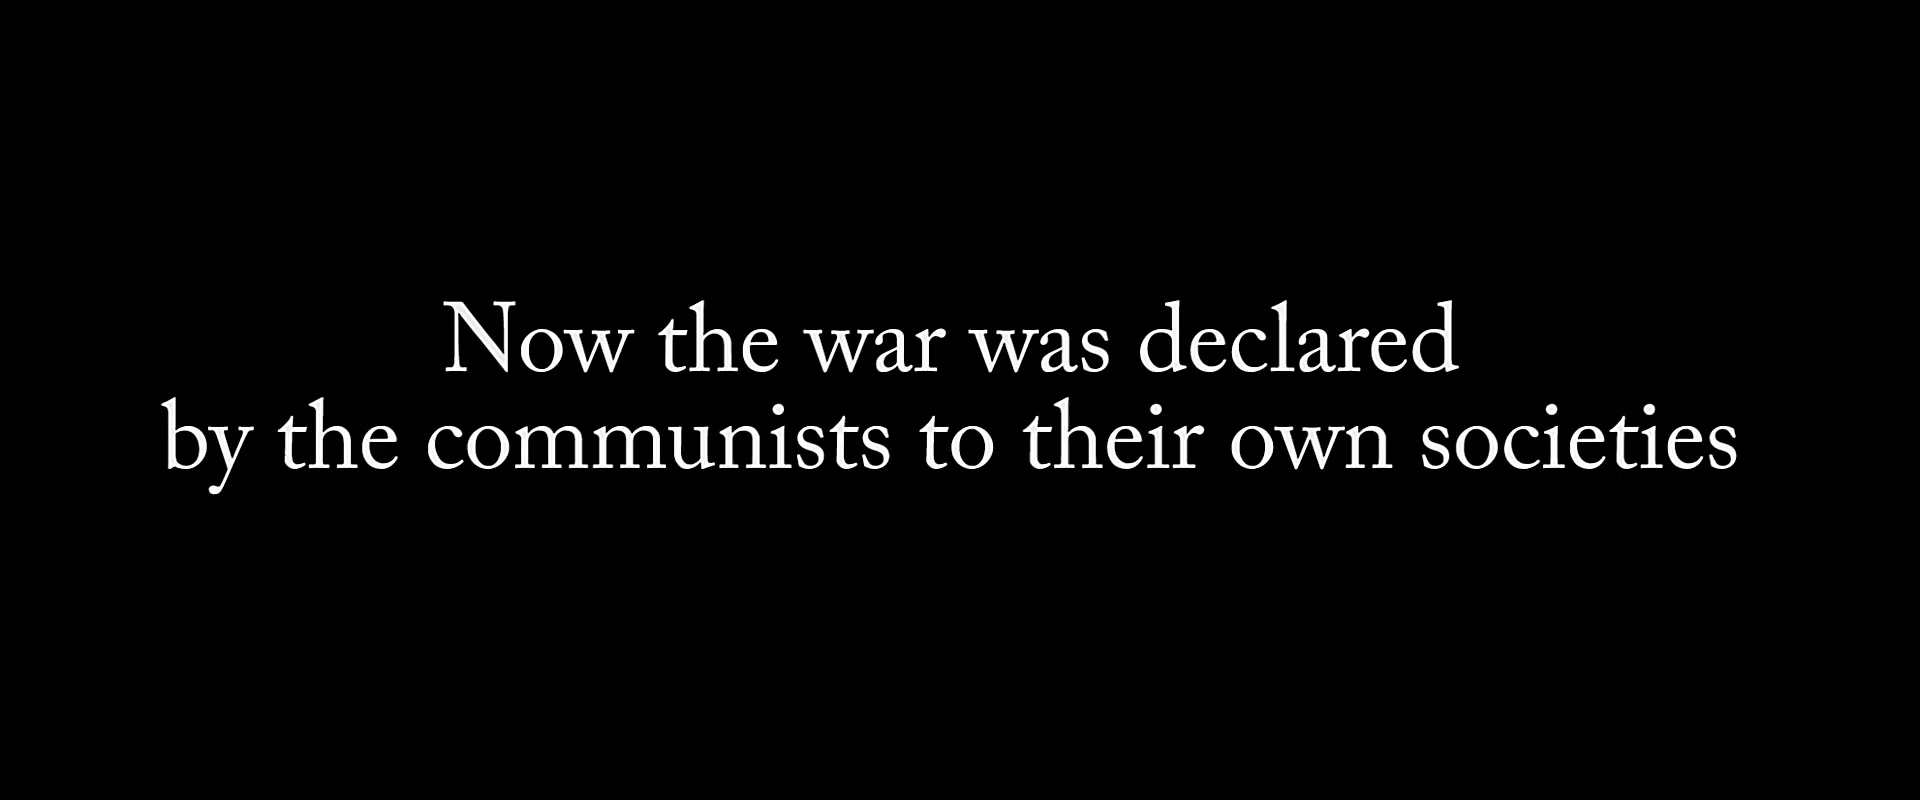 Now the war was declared
by the communists to their own societies